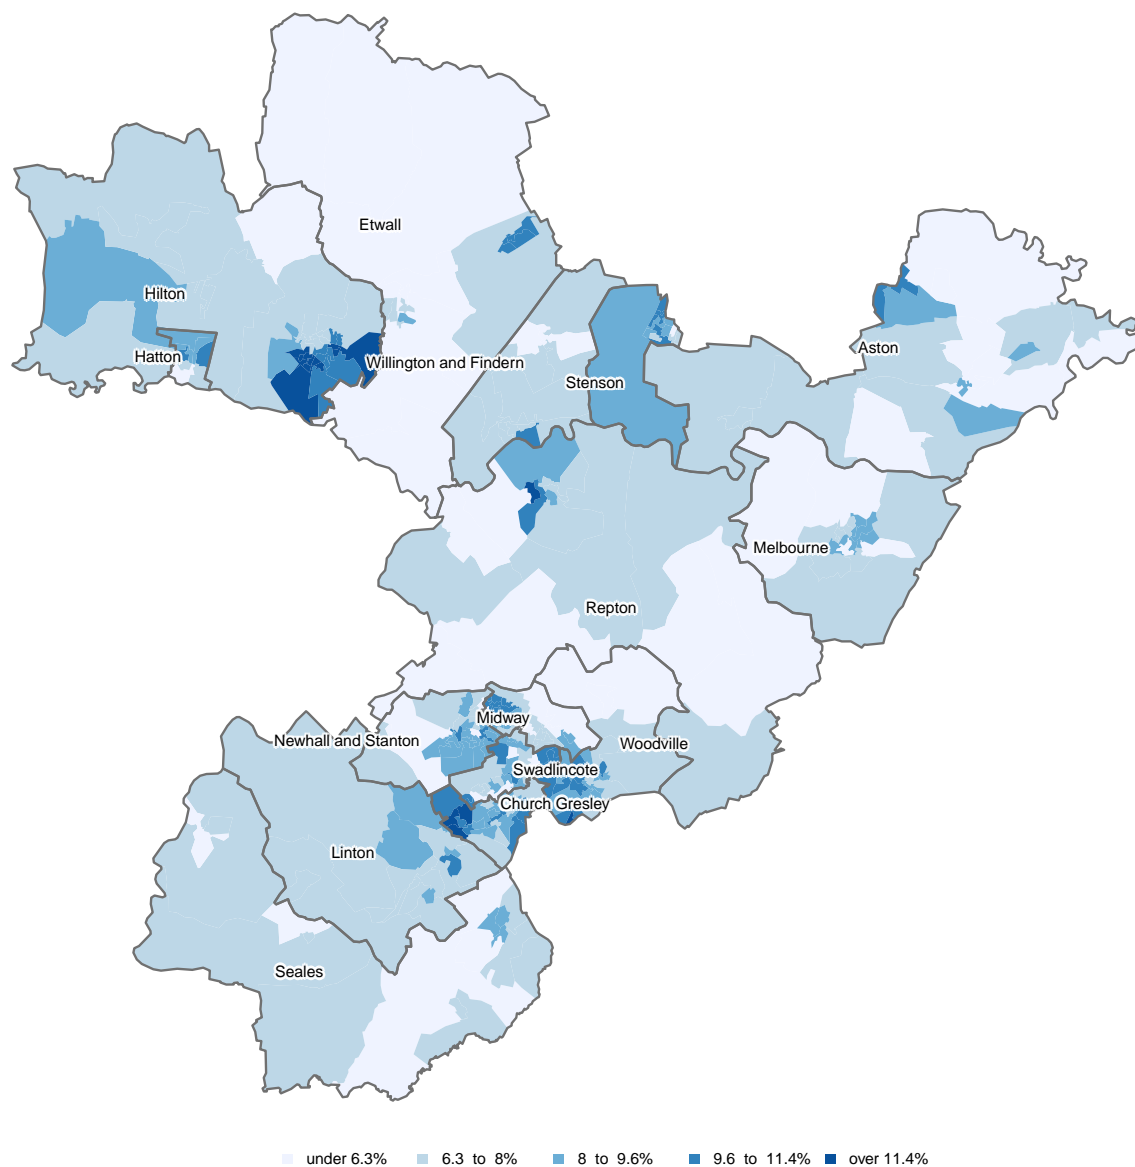 Etwall
Hilton
Hatton
Willington and Findern
Aston
Stenson
Melbourne
Repton
Midway
Newhall and Stanton
Woodville
Swadlincote
Church Gresley
Linton
Seales
under 6.3% 6.3 to 8% 8 to 9.6% 9.6 to 11.4% over 11.4%